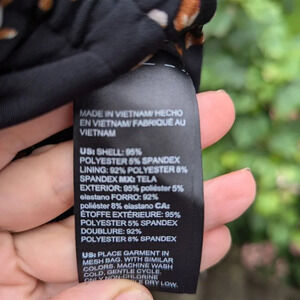 MADE IN VIETNAM/ HECHO
EN VIETNAM/ FABRIQUÉ AU
VIETNAM
US: SHELL: 95%
POLYESTER 5% SPANDEX
LINING: 92% POLYESTER 8%
SPANDEX MX: TELA
EXTERIOR: 95% poliéster 5%
elastano FORRO: 92%
poliéster 8% elastano CA:
ÉTOFFE EXTÉRIEURE: 95%
POLYESTER 5% SPANDEX
DOUBLURE: 92%
POLYESTER 8% SPANDEX
US: PLACE GARMENT IN
MESH BAG, WITH SIMILAR
COLORS. MACHINE WASH
COLD, GENTLE CYCLE.
ONLY NON-CHLORINE